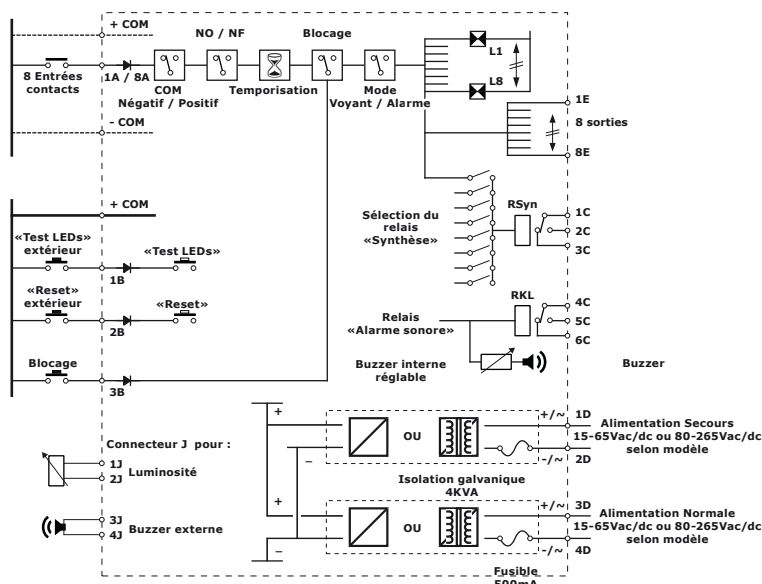 + COM
NO / NF
Blocage
8 Entrées
contacts
1A / 8A
COM
Négatif / Positif
Temporisation
Mode
Voyant / Alarme
L1
L8
- COM
1E
8 sorties
8E
+ COM
Sélection du
relais
«Synthèse»
RSyn
1C
2C
3C
«Test LEDs»
extérieur
«Test LEDs»
1B
«Reset»
extérieur
«Reset»
2B
Relais
«Alarme sonore»
RKL
4C
5C
6C
Blocage
3B
Buzzer interne
réglable
Buzzer
Connecteur J pour :
1J
2J
Luminosité
3J
4J
Buzzer externe
+
–
OU
+/~
1D
-/~
2D
Alimentation Secours
15-65Vac/dc ou 80-265Vac/dc
selon modèle
Isolation galvanique
4KVA
+
–
OU
+/~
3D
-/~
4D
Alimentation Normale
15-65Vac/dc ou 80-265Vac/dc
selon modèle
Fusible
500mA